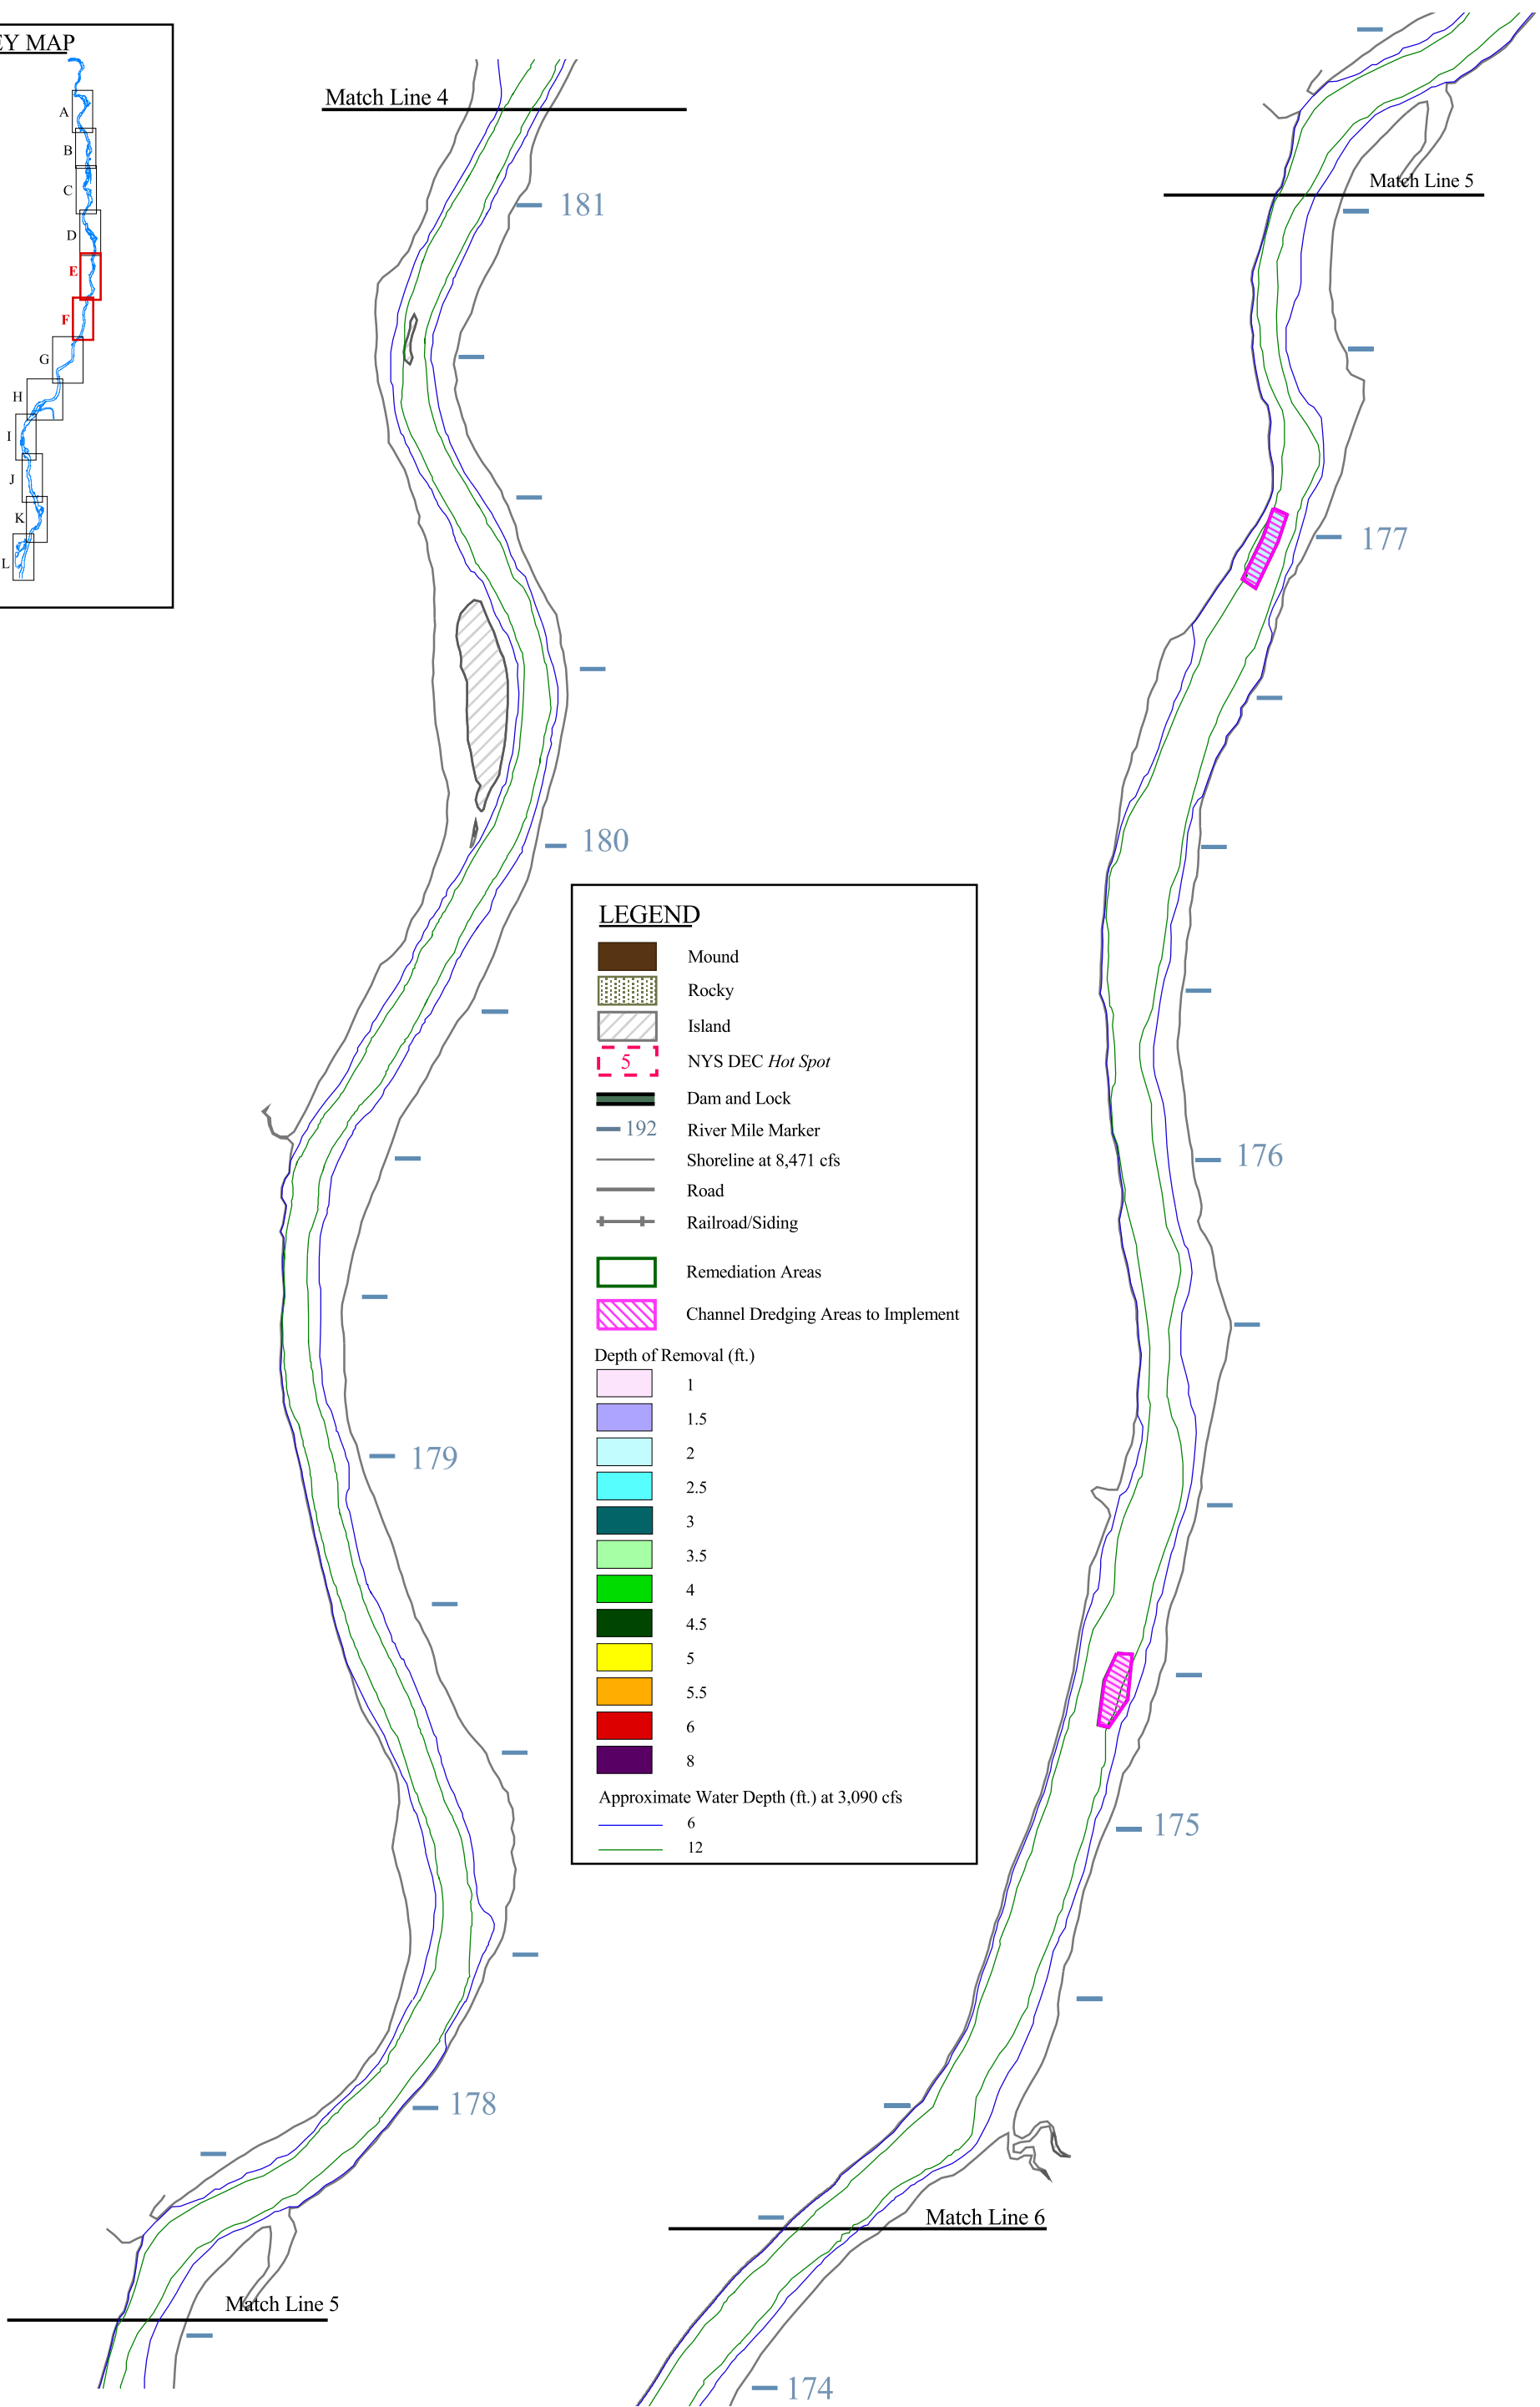 EY MAP
A
B
C
D
E
F
G
H
I
J
K
L
Match Line 4
181
180
179
178
Match Line 5
Match Line 5
177
176
175
Match Line 6
174
LEGEND
Mound
Rocky
Island
5 NYS DEC Hot Spot
Dam and Lock
192 River Mile Marker
Shoreline at 8,471 cfs
Road
Railroad/Siding
Remediation Areas
Channel Dredging Areas to Implement
Depth of Removal (ft.)
1
1.5
2
2.5
3
3.5
4
4.5
5
5.5
6
8
Approximate Water Depth (ft.) at 3,090 cfs
6
12